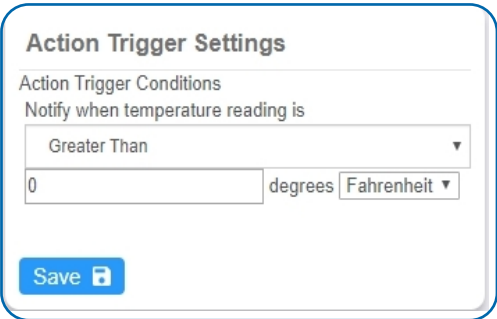 Action Trigger Settings
Action Trigger Conditions
Notify when temperature reading is
Greater Than
0 degrees Fahrenheit
Save